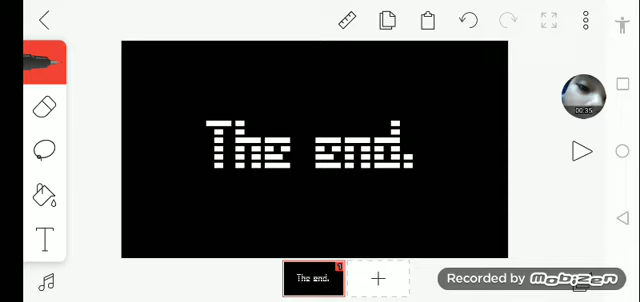 00:35
The end.
T
The end.
Recorded by mobizen